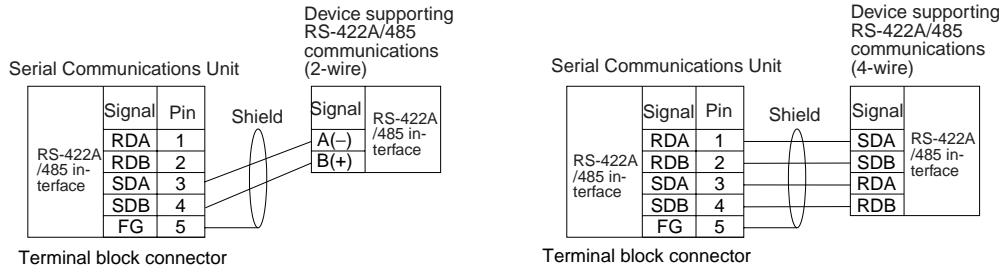 Device supporting
RS-422A/485
communications
(2-wire)
Serial Communications Unit
Signal Pin
Shield
Signal
RS-422A
/485 in-
terface
RDA 1
RDB 2
SDA 3
SDB 4
FG 5
A(−)
B(+)
RS-422A
/485 in-
terface
Terminal block connector
Device supporting
RS-422A/485
communications
(4-wire)
Serial Communications Unit
Signal Pin
Shield
Signal
RS-422A
/485 in-
terface
RDA 1
RDB 2
SDA 3
SDB 4
FG 5
SDA
SDB
RDA
RDB
RS-422A
/485 in-
terface
Terminal block connector